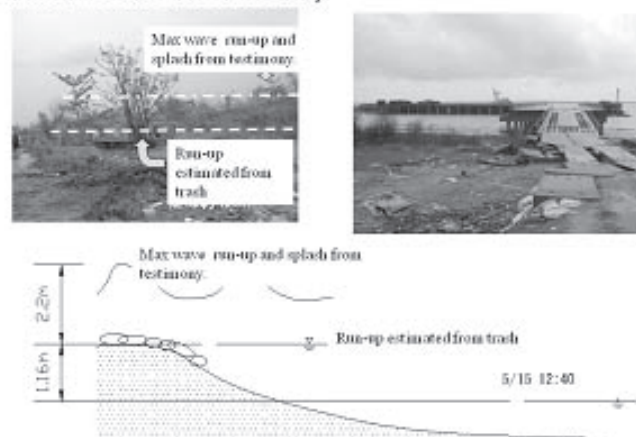 Max wave run-up and
splash from testimony.
Run-up
estimated from
trash
Max wave run-up and splash from
testimony.
2.2m
Run-up estimated from trash
1.16m
5/15 12:40